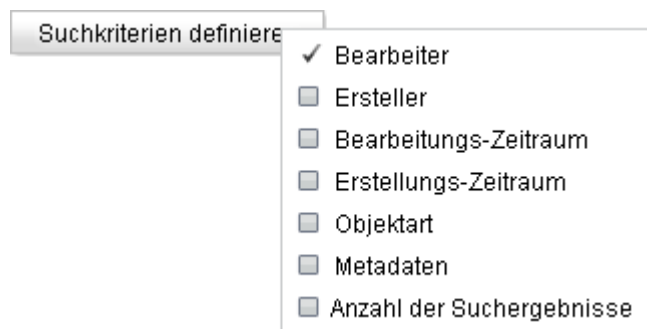 Suchkriterien definiere
Bearbeiter
Ersteller
Bearbeitungs-Zeitraum
Erstellungs-Zeitraum
Objektart
Metadaten
Anzahl der Suchergebnisse